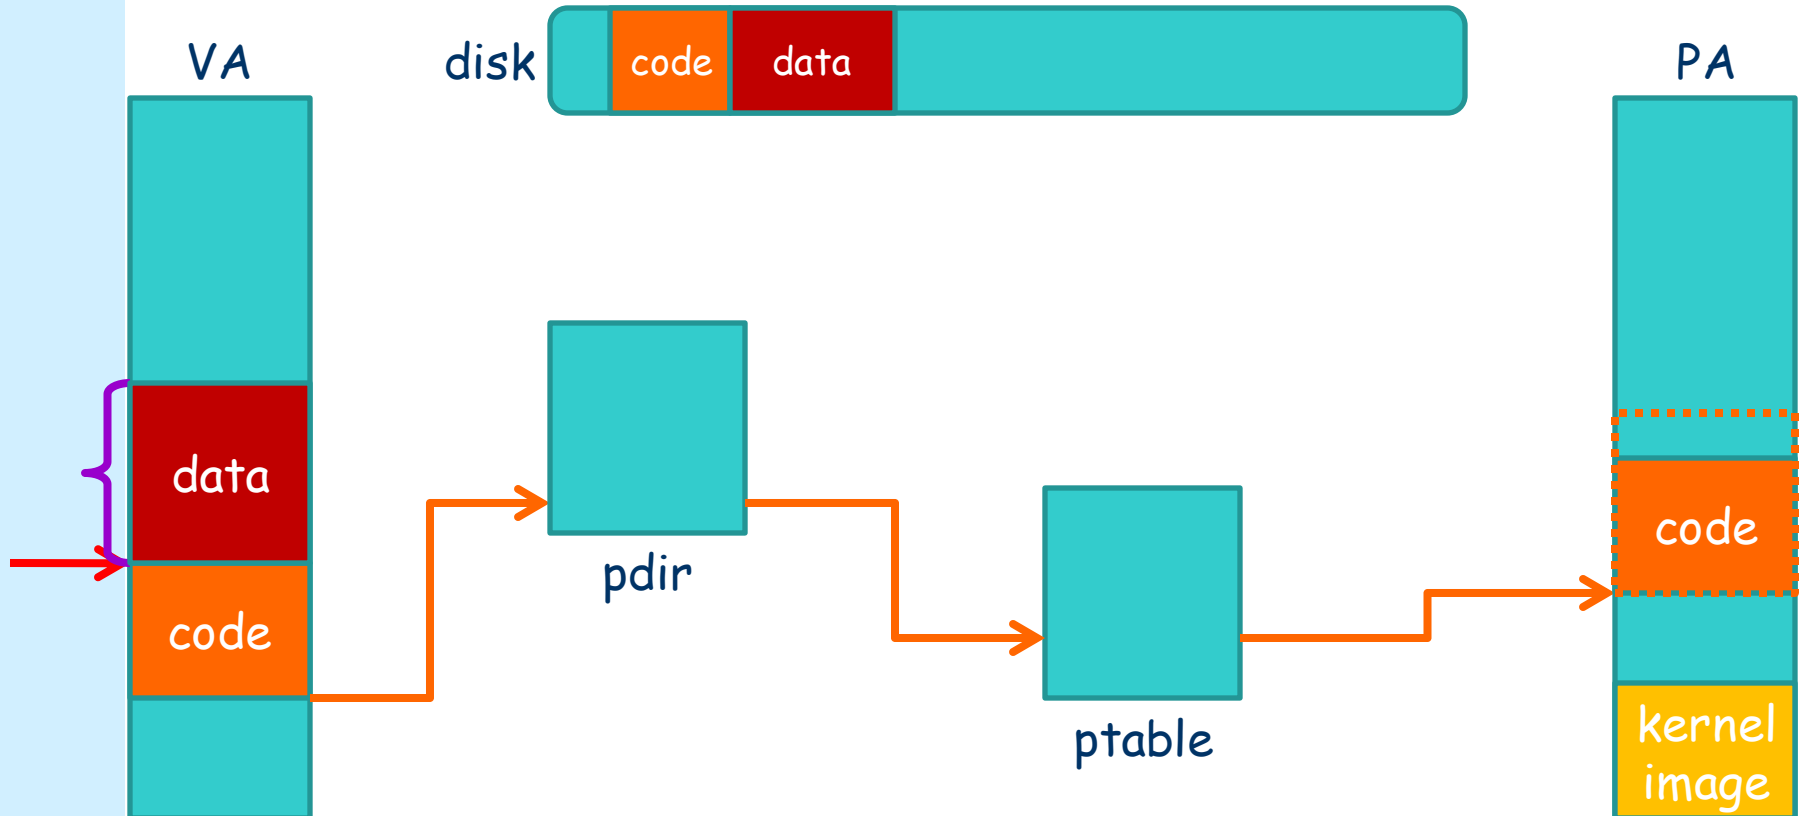 VA
disk
code
data
PA
data
code
pdir
ptable
code
kernel
image